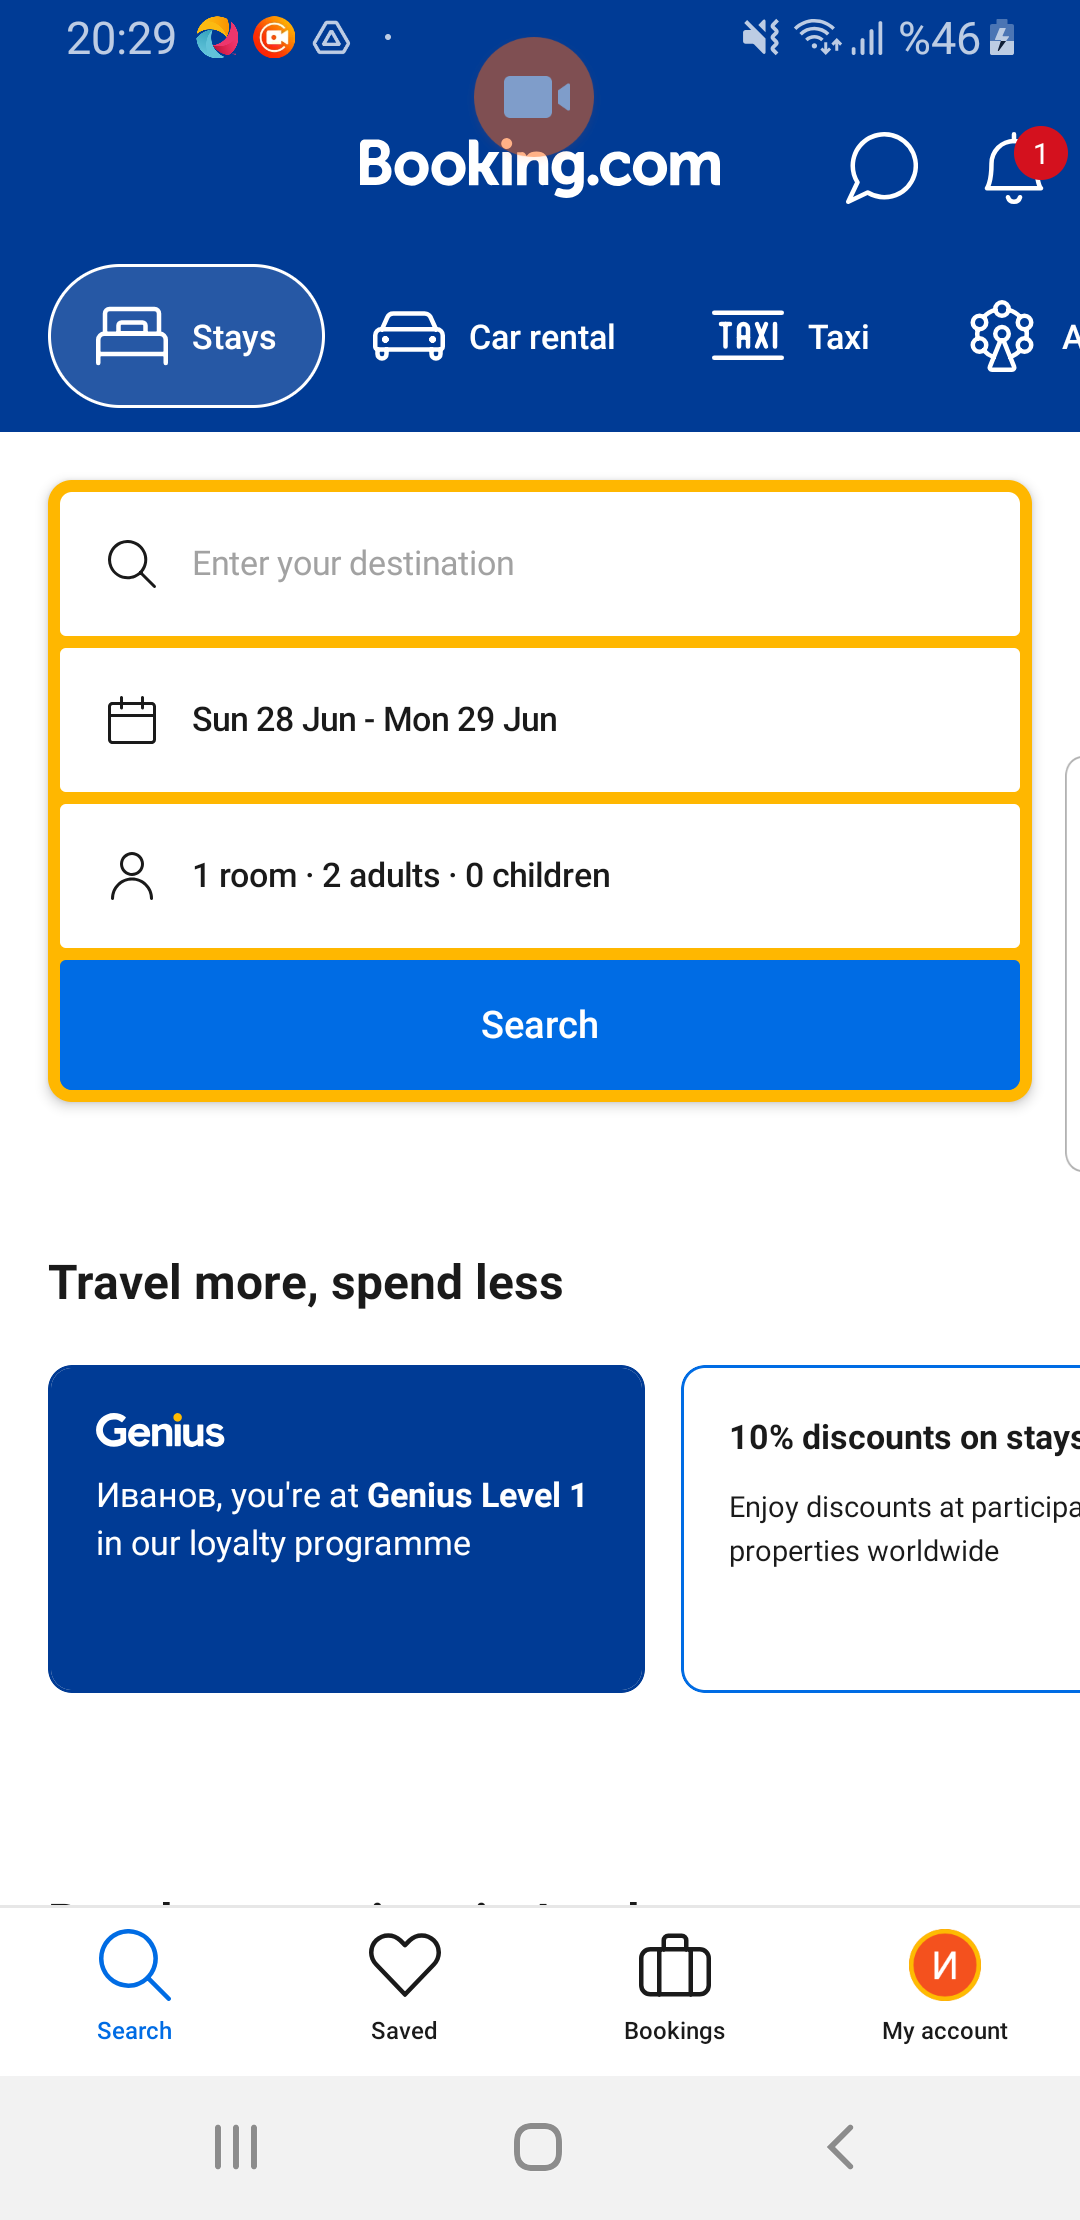 20:29
%46
Booking.com
1
Stays
Car rental
TAXI
Taxi
A
Enter your destination
Sun 28 Jun - Mon 29 Jun
1 room · 2 adults · 0 children
Search
Travel more, spend less
Genius
Иванов, you're at Genius Level 1
in our loyalty programme
10% discounts on stays
Enjoy discounts at participa
properties worldwide
Search
Saved
Bookings
И
My account